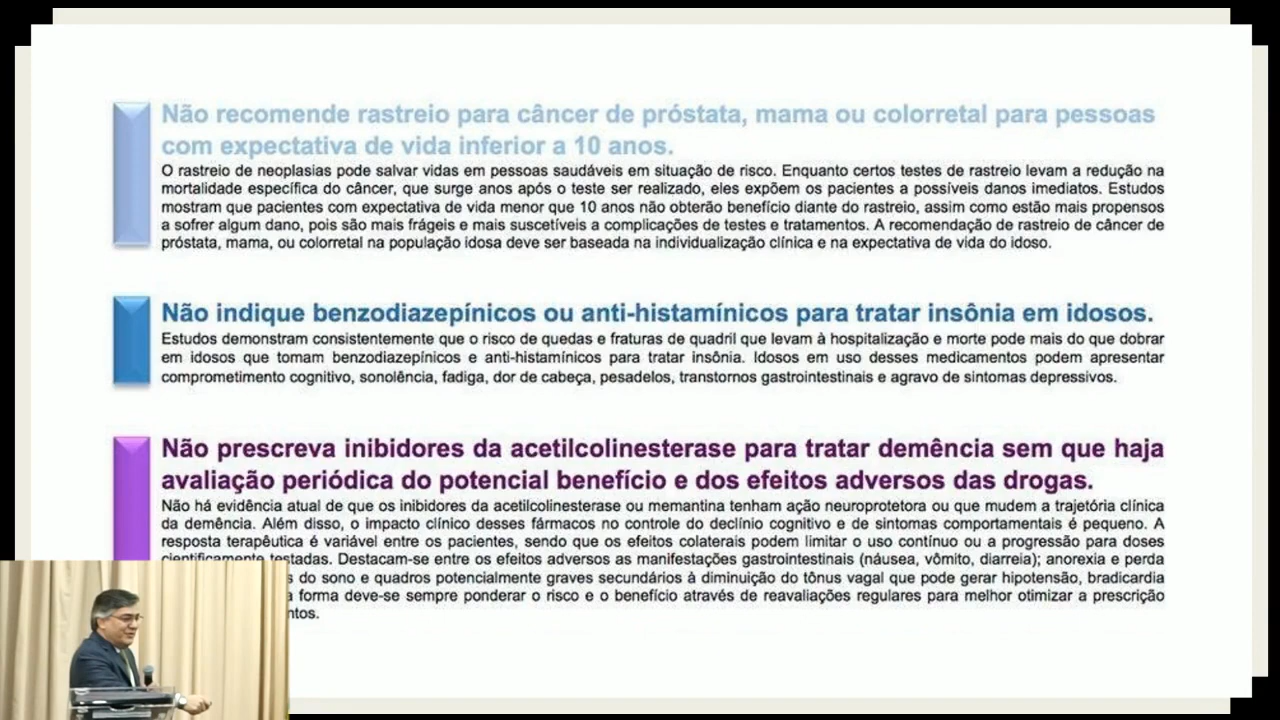 Não recomende rastreio para câncer de próstata, mama ou colorretal para pessoas
com expectativa de vida inferior a 10 anos.
O rastreio de neoplasias pode salvar vidas em pessoas saudáveis em situação de risco. Enquanto certos testes de rastreio levam a redução na
mortalidade específica do câncer, que surge anos após o teste ser realizado, eles expõem os pacientes a possíveis danos imediatos. Estudos
mostram que pacientes com expectativa de vida menor que 10 anos não obterão benefício diante do rastreio, assim como estão mais propensos
a sofrer algum dano, pois são mais frágeis e mais suscetíveis a complicações de testes e tratamentos. A recomendação de rastreio de câncer de
próstata, mama, ou colorretal na população idosa deve ser baseada na individualização clínica e na expectativa de vida do idoso.
Não indique benzodiazepínicos ou anti-histamínicos para tratar insônia em idosos.
Estudos demonstram consistentemente que o risco de quedas e fraturas de quadril que levam à hospitalização e morte pode mais do que dobrar
em idosos que tomam benzodiazepínicos e anti-histamínicos para tratar insônia. Idosos em uso desses medicamentos podem apresentar
comprometimento cognitivo, sonolência, fadiga, dor de cabeça, pesadelos, transtornos gastrointestinais e agravo de sintomas depressivos.
Não prescreva inibidores da acetilcolinesterase para tratar demência sem que haja
avaliação periódica do potencial benefício e dos efeitos adversos das drogas.
Não há evidência atual de que os inibidores da acetilcolinesterase ou memantina tenham ação neuroprotetora ou que mudem a trajetória clínica
da demência. Além disso, o impacto clínico desses fármacos no controle do declínio cognitivo e de sintomas comportamentais é pequeno. A
resposta terapêutica é variável entre os pacientes, sendo que os efeitos colaterais podem limitar o uso contínuo ou a progressão para doses
cientificamente testadas. Destacam-se entre os efeitos adversos as manifestações gastrointestinais (náusea, vômito, diarreia); anorexia e perda
do sono e quadros potencialmente graves secundários à diminuição do tônus vagal que pode gerar hipotensão, bradicardia
forma deve-se sempre ponderar o risco e o benefício através de reavaliações regulares para melhor otimizar a prescrição